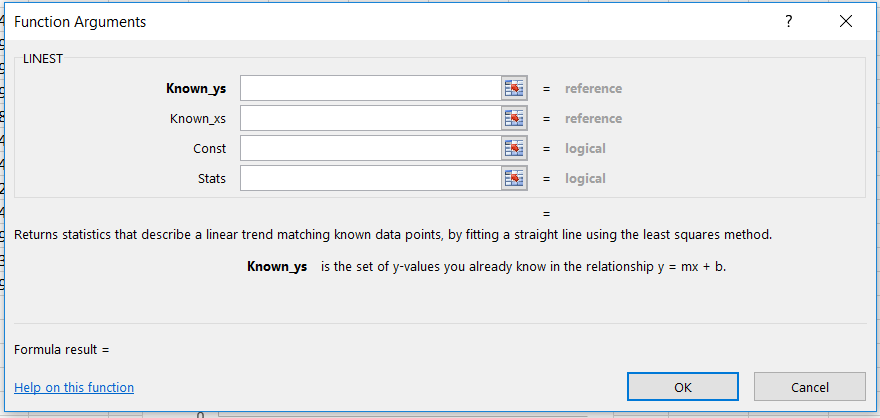 Function Arguments ? ×
LINEST
Known_ys = reference
Known_xs = reference
Const = logical
Stats = logical
=
Returns statistics that describe a linear trend matching known data points, by fitting a straight line using the least squares method.
Known_ys is the set of y-values you already know in the relationship y = mx + b.
Formula result =
Help on this function OK Cancel